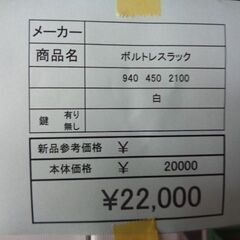 メーカー
商品名 ボルトレスラック
940 450 2100
白
鍵 有り
無し
新品参考価格 ￥
本体価格 ￥ 20000
￥22,000